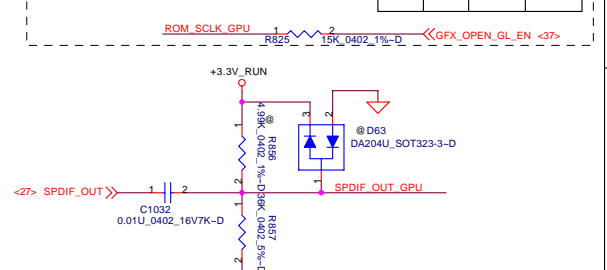 ROM_SCLK_GPU
1
2
R825
15K_0402_1%~D
GFX_OPEN_GL_EN <37>
+3.3V_RUN
@
R856
4.99K_0402_1%~D
1
2
3
2
1
@ D63
DA204U_SOT323-3~D
<27> SPDIF_OUT
1
2
C1032
0.01U_0402_16V7K~D
SPDIF_OUT_GPU
R857
36K_0402_5%~D
1
2